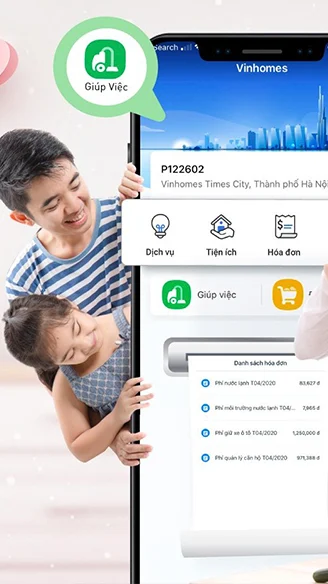 Search
Vinhomes
Giúp Việc
P122602
Vinhomes Times City, Thành phố Hà Nội
Dịch vụ
Tiện ích
Hóa đơn
Giúp việc
Danh sách hóa đơn
Phí nước lạnh T04/2020 83,627 đ
Phí môi trường nước lạnh T04/... 7,965 đ
Phí giữ xe ô tô T04/2020 1,250,000 đ
Phí quản lý căn hộ T04/2020 971,388 đ